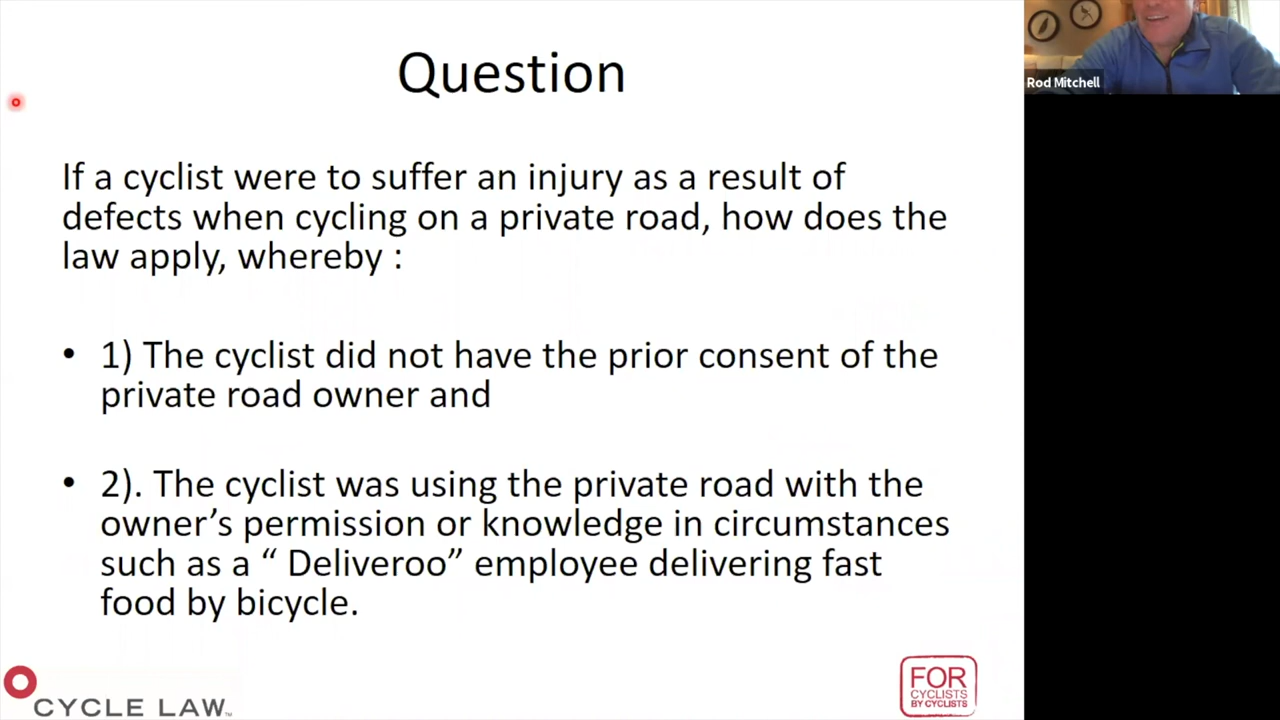 Question
If a cyclist were to suffer an injury as a result of
defects when cycling on a private road, how does the
law apply, whereby :
• 1) The cyclist did not have the prior consent of the
private road owner and
• 2). The cyclist was using the private road with the
owner’s permission or knowledge in circumstances
such as a “ Deliveroo” employee delivering fast
food by bicycle.
CYCLE LAW™
FOR
CYCLISTS
BY CYCLISTS
Rod Mitchell